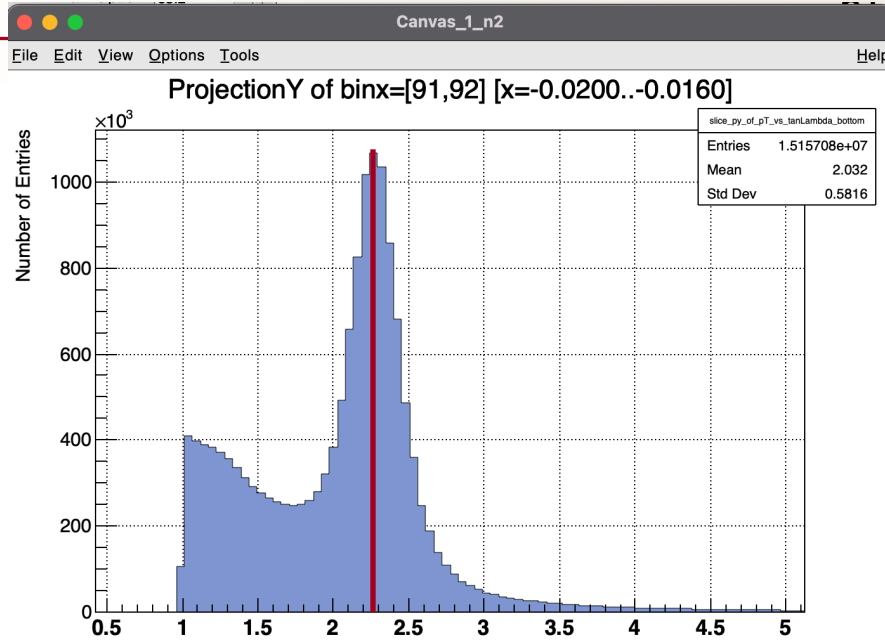 Canvas_1_n2
File Edit View Options Tools Help
ProjectionY of binx=[91,92] [x=-0.0200..-0.0160]
×10³
slice_py_of_pT_vs_tanLambda_bottom
Entries 1.515708e+07
Mean 2.032
Std Dev 0.5816
Number of Entries
1000
800
600
400
200
0
0.5 1 1.5 2 2.5 3 3.5 4 4.5 5